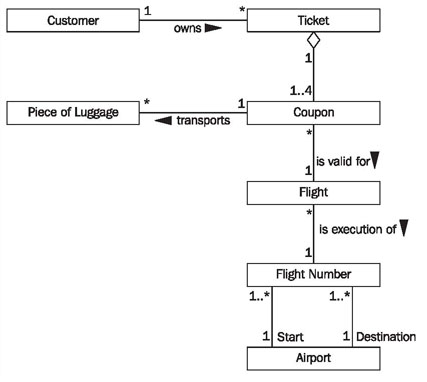 Customer
1
*
Ticket
owns
1
1..4
Piece of Luggage
*
1
Coupon
transports
*
is valid for
1
Flight
*
is execution of
1
Flight Number
1..*
1..*
1
Start
1
Destination
Airport